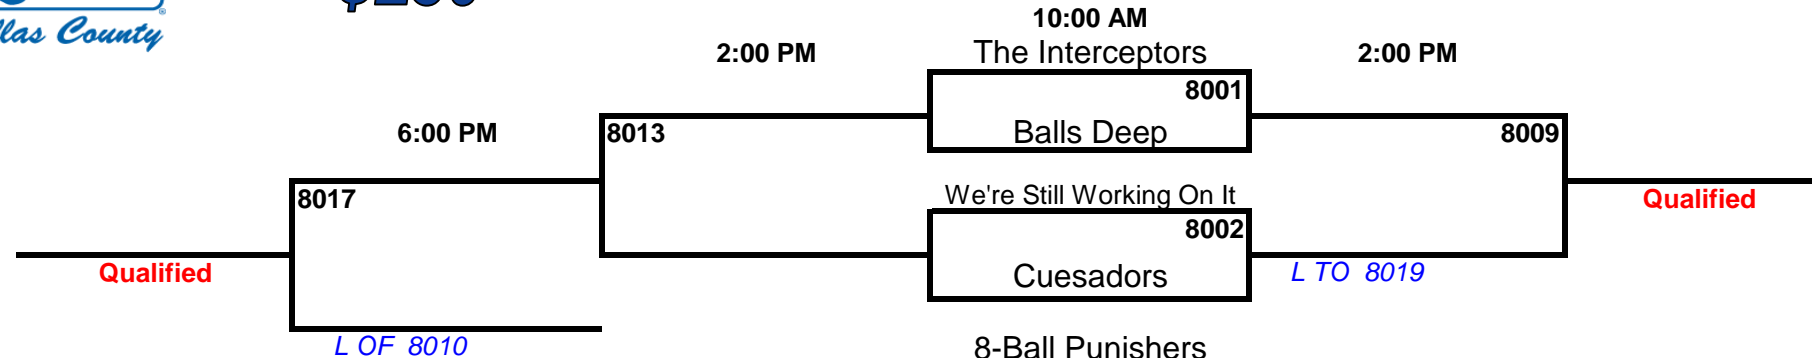 $250
10:00 AM
llas County
2:00 PM
The Interceptors
2:00 PM
8001
6:00 PM
8013
Balls Deep
8009
8017
We're Still Working On It
Qualified
8002
Qualified
Cuesadors
L TO 8019
L OF 8010
8-Ball Punishers